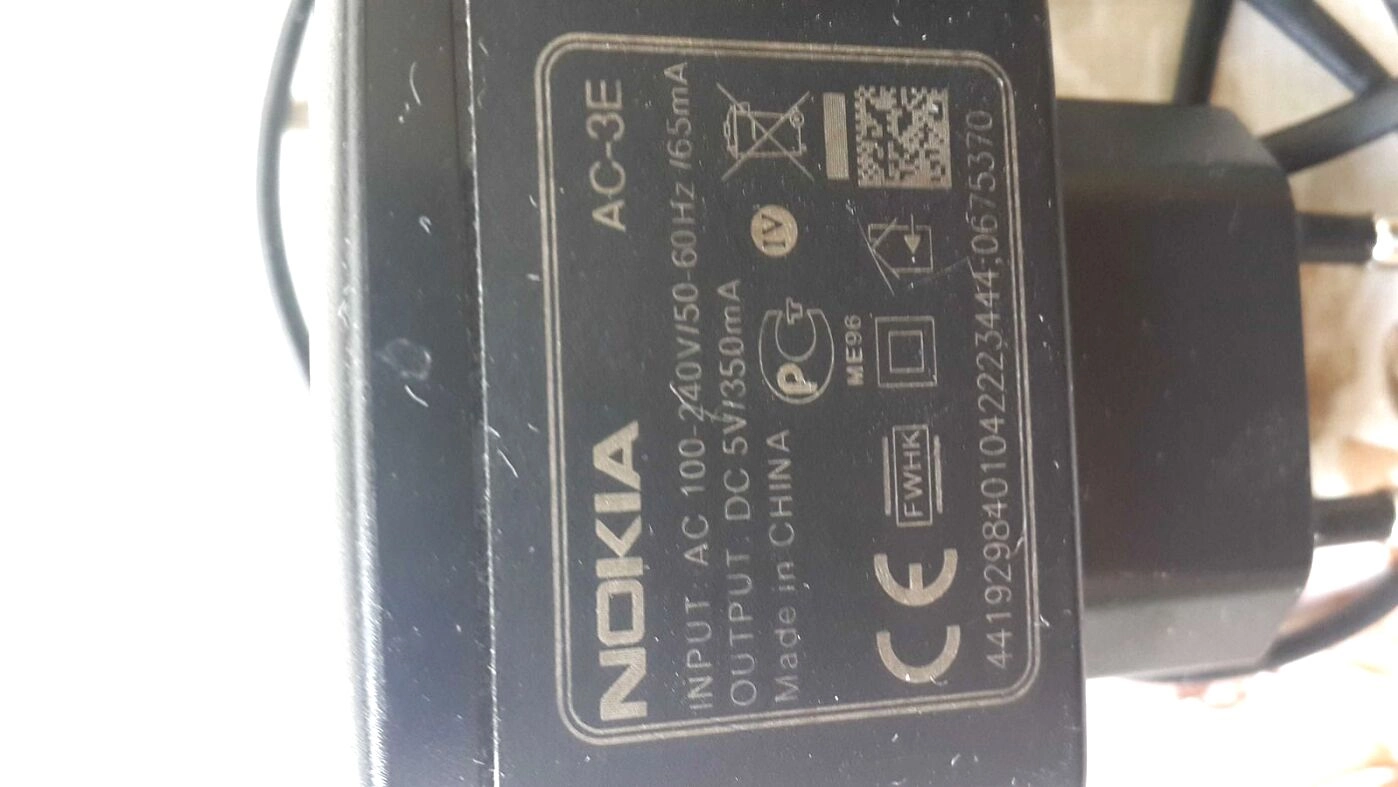 NOKIA AC-3E
INPUT: AC 100-240V/50-60Hz /65mA
OUTPUT: DC 5V/350mA
Made in CHINA
IV
ME96
CE FWHK
4419298401042223444;0675370